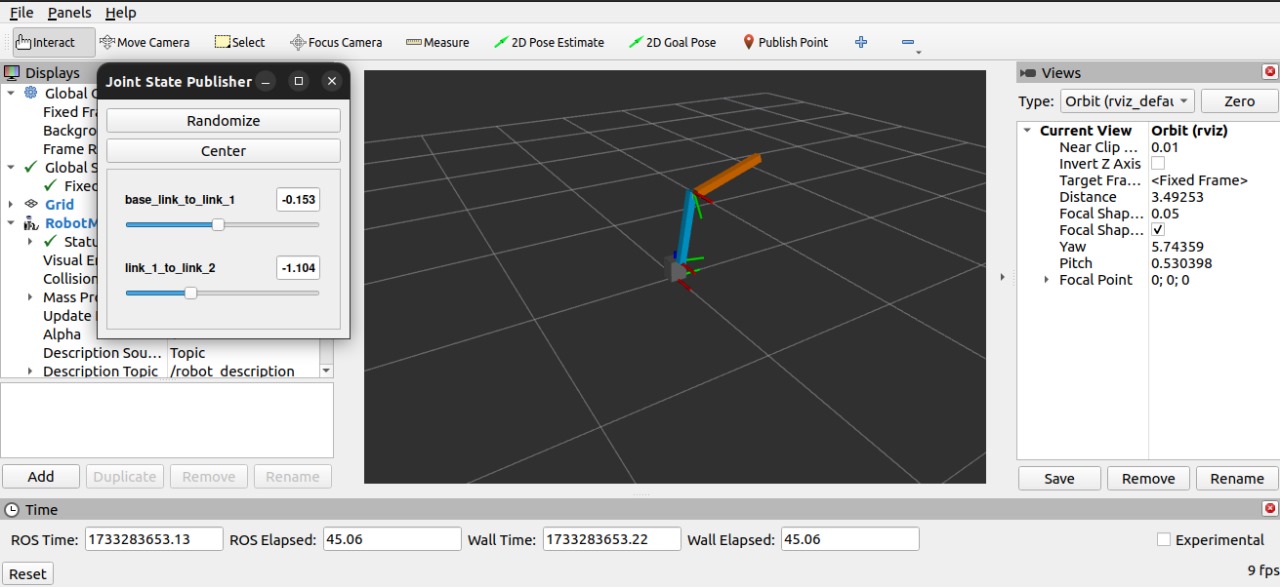 File Panels Help
Interact Move Camera Select Focus Camera Measure 2D Pose Estimate 2D Goal Pose Publish Point
Displays
Global
Fixed Fra
Backgro
Frame R
Global S
Fixed
Grid
RobotM
Statu
Visual E
Collision
Mass Pr
Update
Alpha
Description Sou... Topic
Description Topic /robot_description
Joint State Publisher
Randomize
Center
base_link_to_link_1 -0.153
link_1_to_link_2 -1.104
Add Duplicate Remove Rename
Views
Type: Orbit (rviz_defau Zero
Current View Orbit (rviz)
Near Clip ... 0.01
Invert Z Axis
Target Fra... <Fixed Frame>
Distance 3.49253
Focal Shap... 0.05
Focal Shap...
Yaw 5.74359
Pitch 0.530398
Focal Point 0; 0; 0
Save Remove Rename
Time
ROS Time: 1733283653.13 ROS Elapsed: 45.06 Wall Time: 1733283653.22 Wall Elapsed: 45.06 Experimental
Reset 9 fps